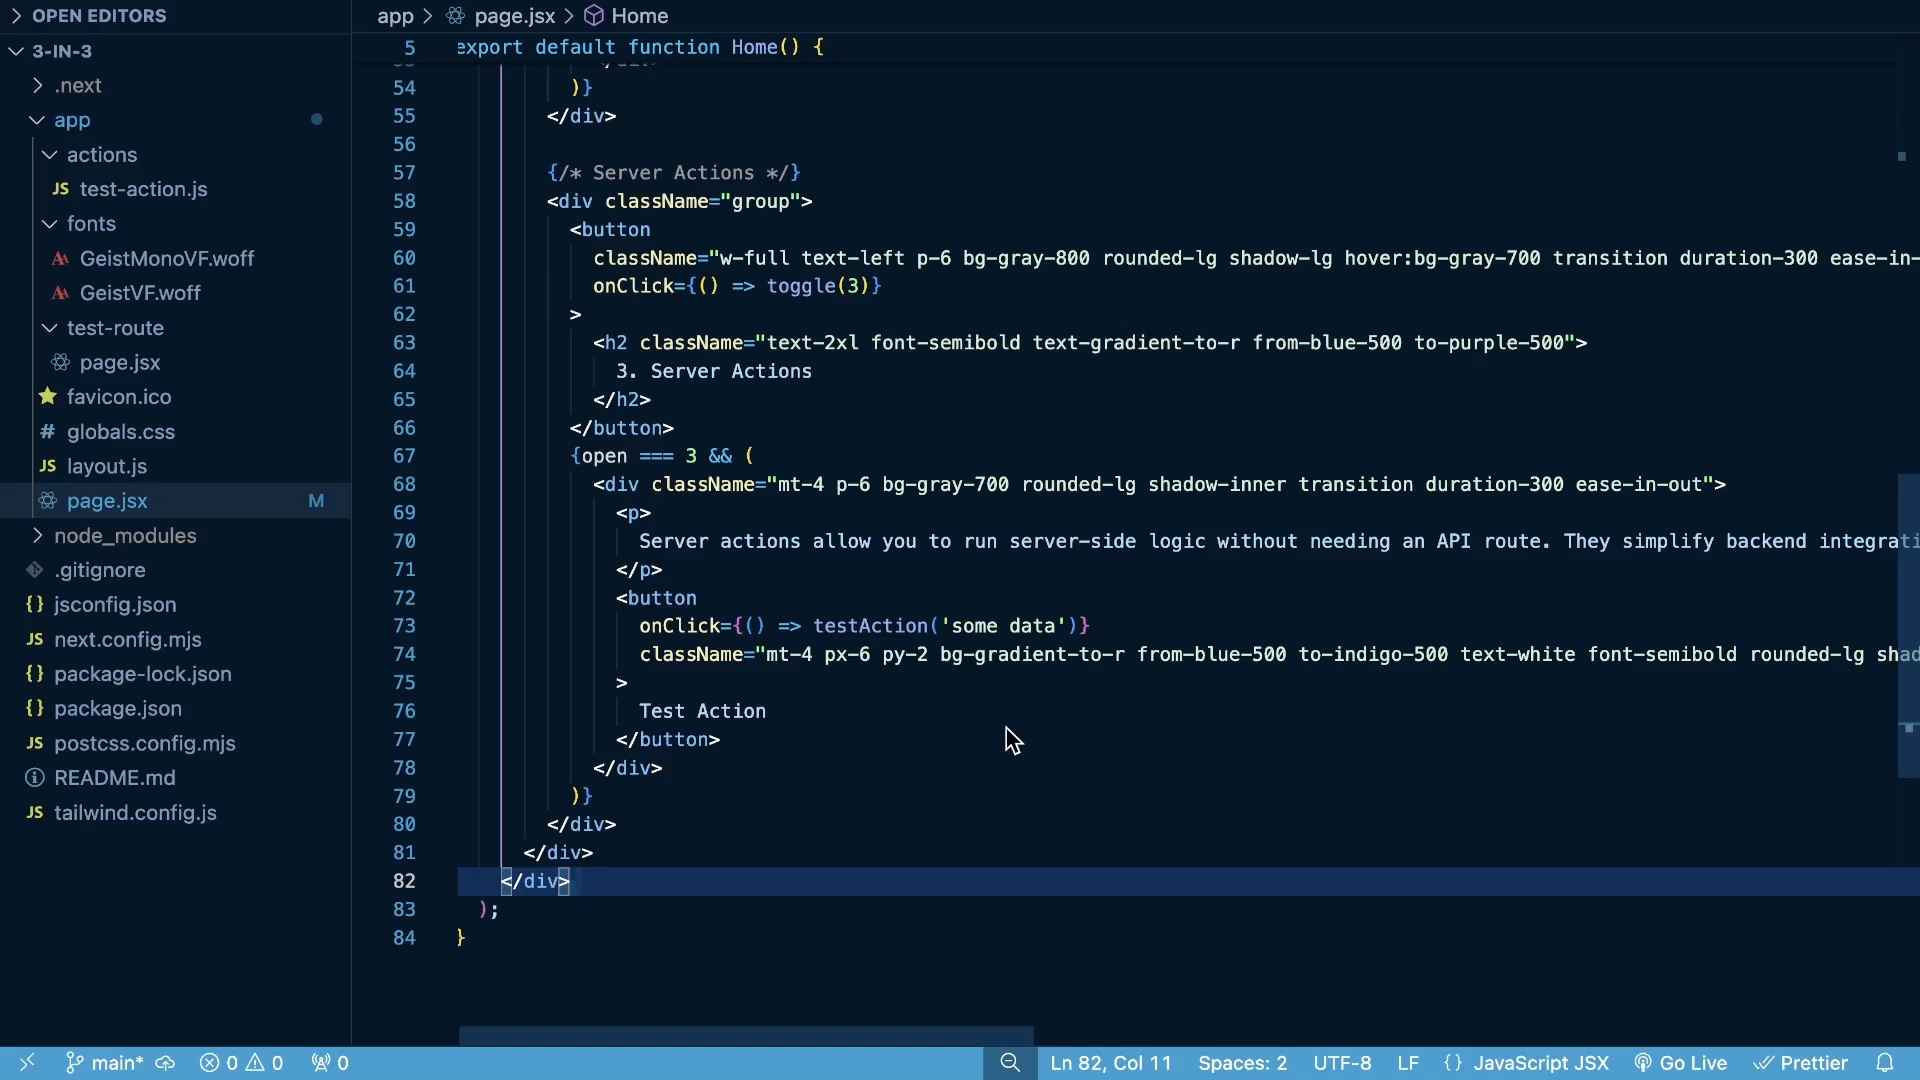 OPEN EDITORS
3-IN-3
.next
app
actions
JS test-action.js
fonts
GeistMonoVF.woff
GeistVF.woff
test-route
page.jsx
favicon.ico
# globals.css
JS layout.js
page.jsx M
node_modules
.gitignore
{} jsconfig.json
JS next.config.mjs
{} package-lock.json
{} package.json
JS postcss.config.mjs
README.md
JS tailwind.config.js
app > page.jsx > Home
5 export default function Home() {
54 )}
55 </div>
56
57 {/* Server Actions */}
58 <div className="group">
59 <button
60 className="w-full text-left p-6 bg-gray-800 rounded-lg shadow-lg hover:bg-gray-700 transition duration-300 ease-in-
61 onClick={() => toggle(3)}
62 >
63 <h2 className="text-2xl font-semibold text-gradient-to-r from-blue-500 to-purple-500">
64 3. Server Actions
65 </h2>
66 </button>
67 {open === 3 && (
68 <div className="mt-4 p-6 bg-gray-700 rounded-lg shadow-inner transition duration-300 ease-in-out">
69 <p>
70 Server actions allow you to run server-side logic without needing an API route. They simplify backend integrati
71 </p>
72 <button
73 onClick={() => testAction('some data')}
74 className="mt-4 px-6 py-2 bg-gradient-to-r from-blue-500 to-indigo-500 text-white font-semibold rounded-lg shad
75 >
76 Test Action
77 </button>
78 </div>
79 )}
80 </div>
81 </div>
82 </div>
83 );
84 }
main* 0 0 0 Ln 82, Col 11 Spaces: 2 UTF-8 LF {} JavaScript JSX Go Live Prettier